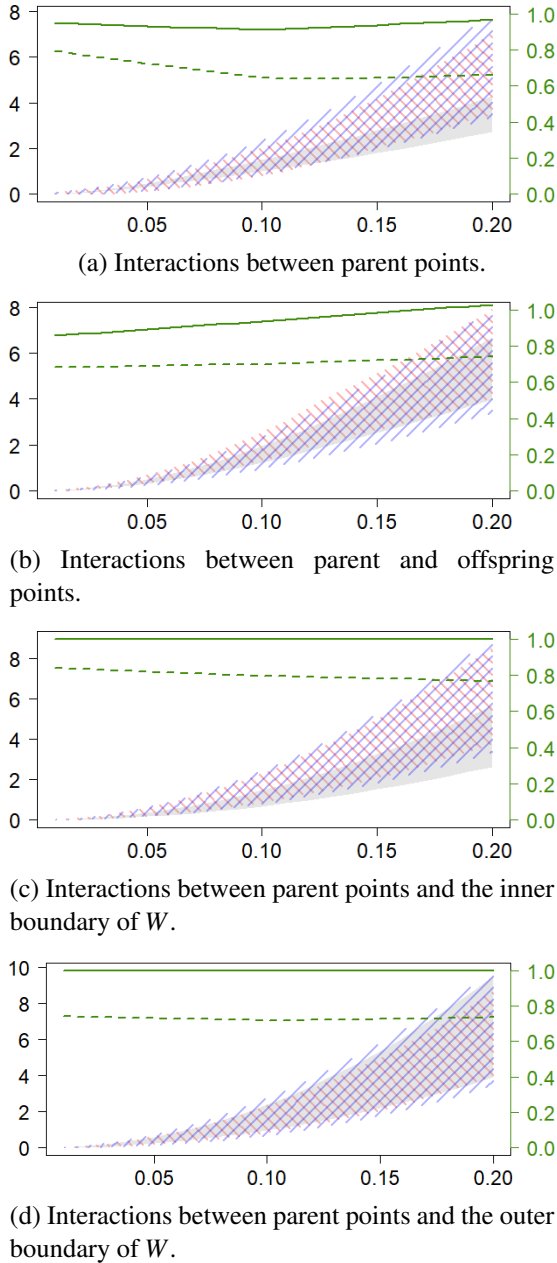 8 1.0
6 0.8
4 0.6
2 0.4
0.2
0 0.0
0.05 0.10 0.15 0.20
(a) Interactions between parent points.
8 1.0
6 0.8
4 0.6
2 0.4
0.2
0 0.0
0.05 0.10 0.15 0.20
(b) Interactions between parent and offspring
points.
8 1.0
6 0.8
4 0.6
2 0.4
0.2
0 0.0
0.05 0.10 0.15 0.20
(c) Interactions between parent points and the inner
boundary of W.
10 1.0
8 0.8
6 0.6
4 0.4
2 0.2
0 0.0
0.05 0.10 0.15 0.20
(d) Interactions between parent points and the outer
boundary of W.